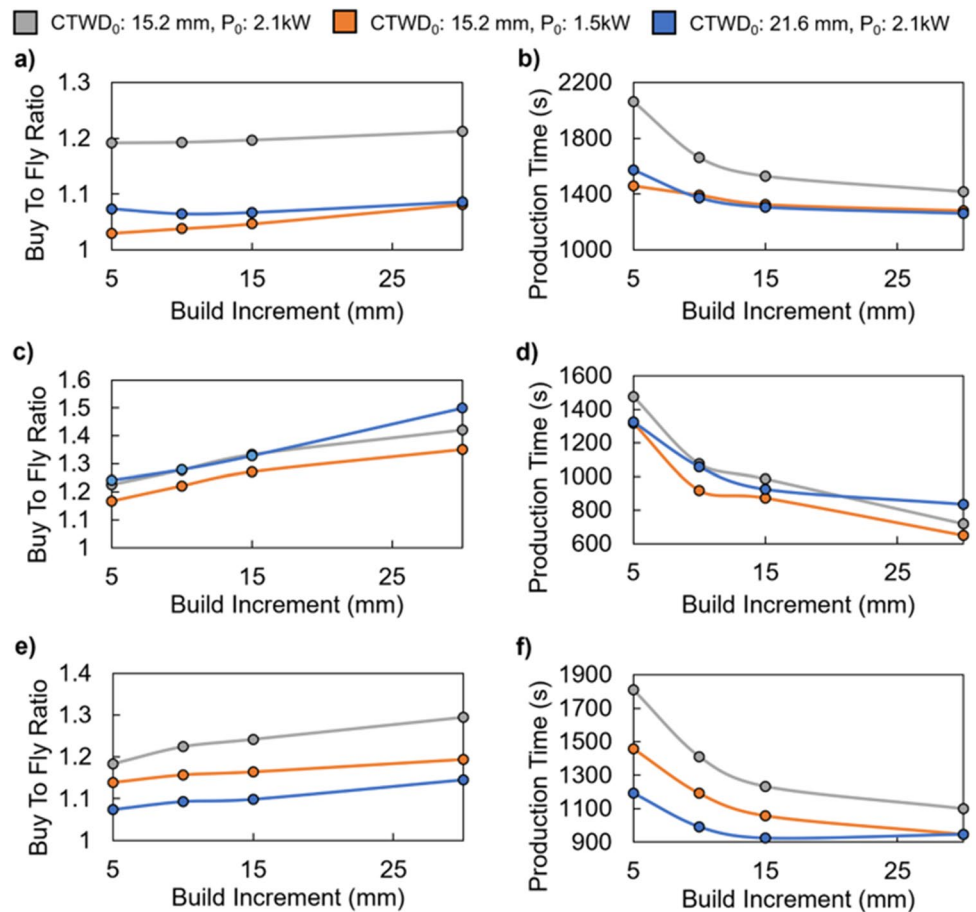 CTWD₀: 15.2 mm, P₀: 2.1kW CTWD₀: 15.2 mm, P₀: 1.5kW CTWD₀: 21.6 mm, P₀: 2.1kW
a)
Buy To Fly Ratio
1.3
1.2
1.1
1
5 15 25
Build Increment (mm)
b)
Production Time (s)
2200
1800
1400
1000
5 15 25
Build Increment (mm)
c)
Buy To Fly Ratio
1.6
1.5
1.4
1.3
1.2
1.1
1
5 15 25
Build Increment (mm)
d)
Production Time (s)
1600
1400
1200
1000
800
600
5 15 25
Build Increment (mm)
e)
Buy To Fly Ratio
1.4
1.3
1.2
1.1
1
5 15 25
Build Increment (mm)
f)
Production Time (s)
1900
1700
1500
1300
1100
900
5 15 25
Build Increment (mm)